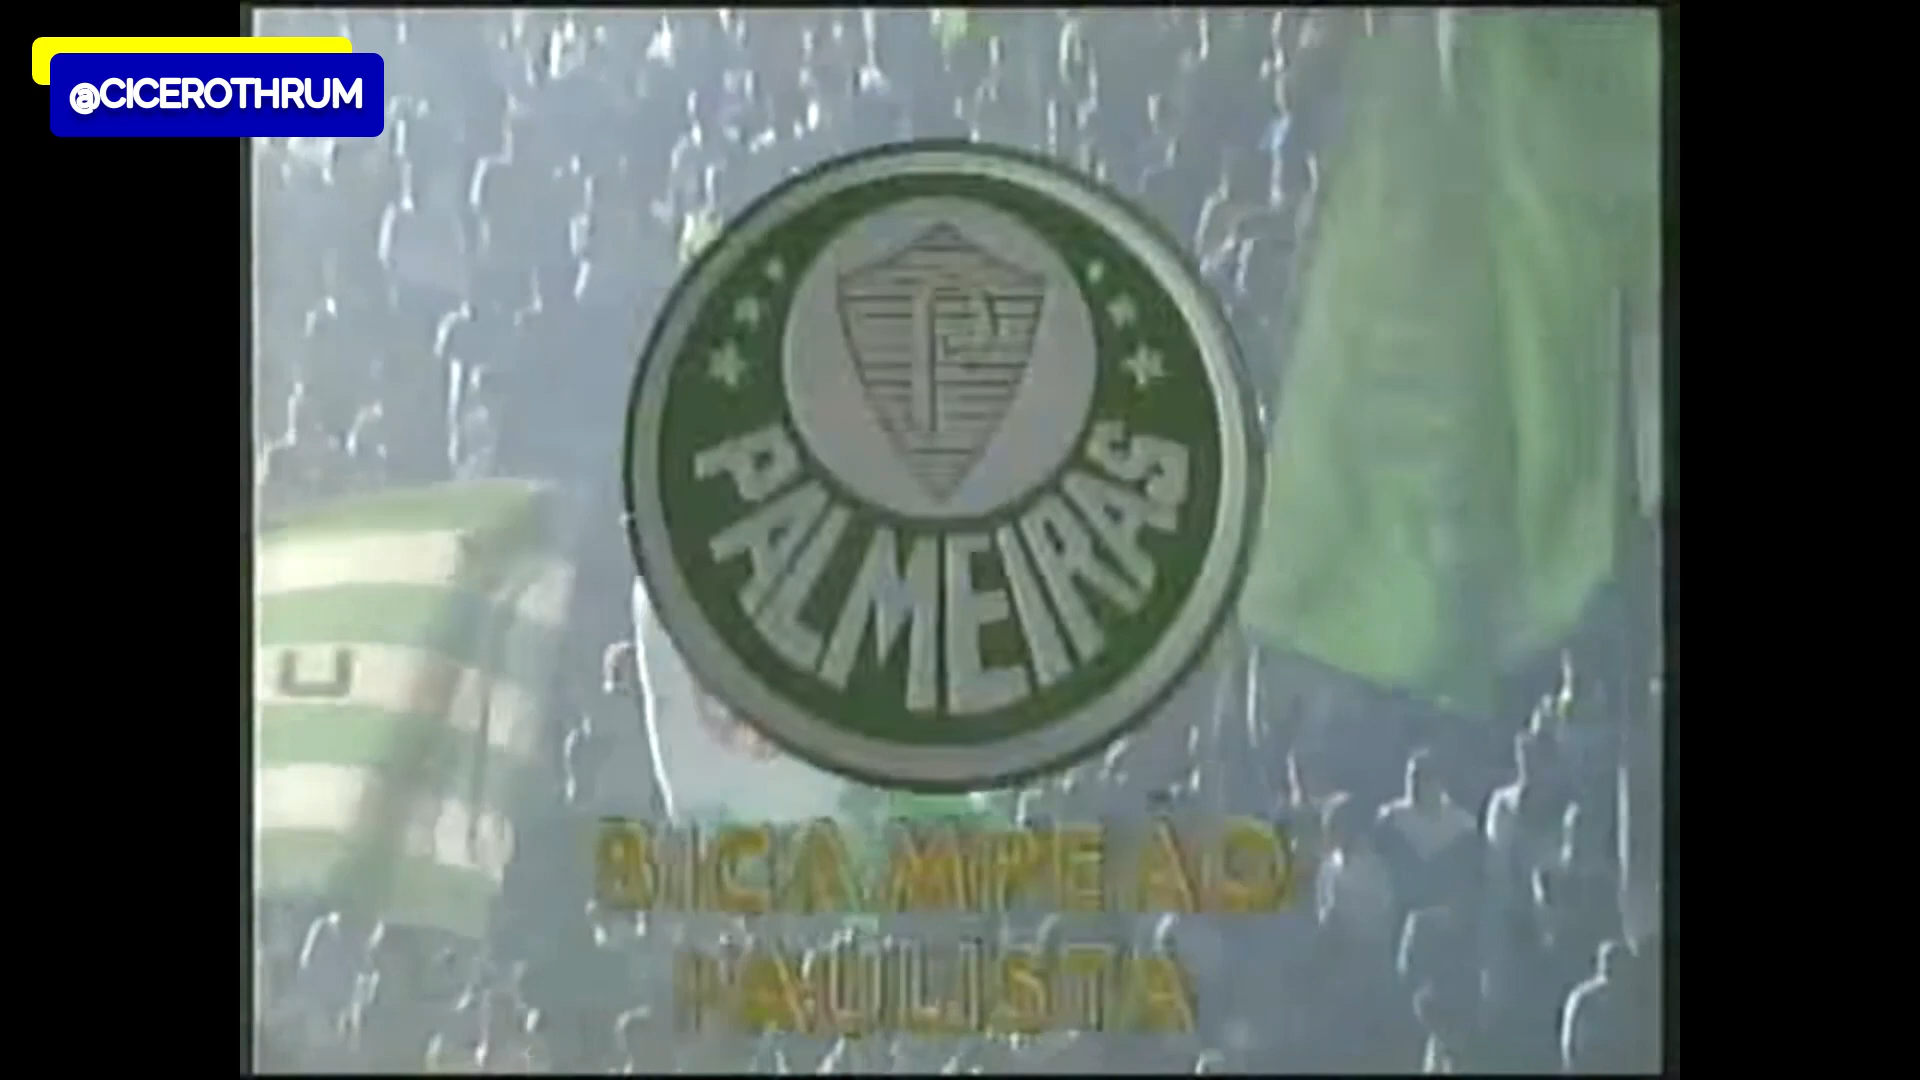 @CICEROTHRUM
P
PALMEIRAS
U
BICAMPEÃO
PAULISTA